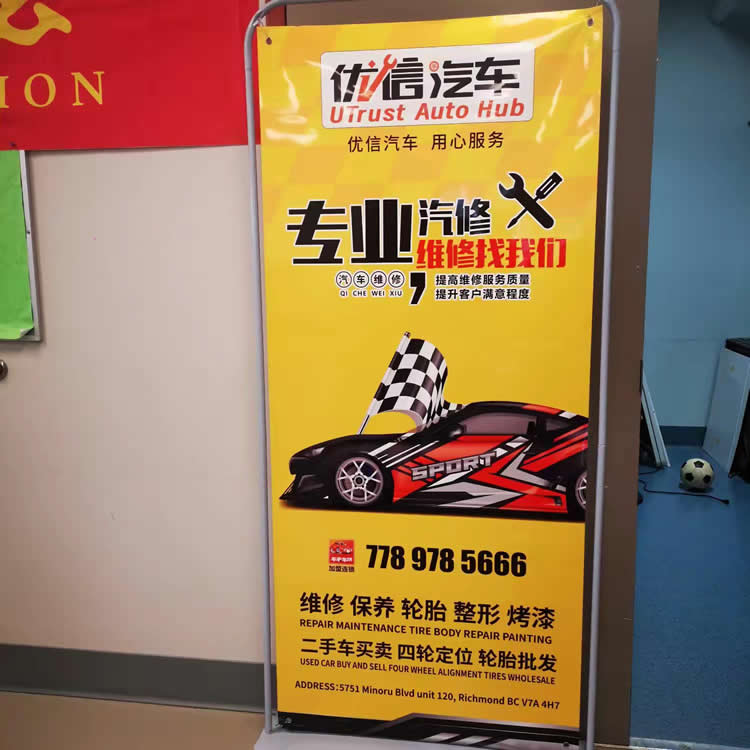 ION
优信汽车
UTrust Auto Hub
优信汽车 用心服务
专业汽修
维修找我们
汽车维修
QI CHE WEI XIU
,
提高维修服务质量
提升客户满意程度
SPORT
加盟连锁
778 978 5666
维修 保养 轮胎 整形 烤漆
REPAIR MAINTENANCE TIRE BODY REPAIR PAINTING
二手车买卖 四轮定位 轮胎批发
USED CAR BUY AND SELL FOUR WHEEL ALIGNMENT TIRES WHOLESALE
ADDRESS:5751 Minoru Blvd unit 120, Richmond BC V7A 4H7